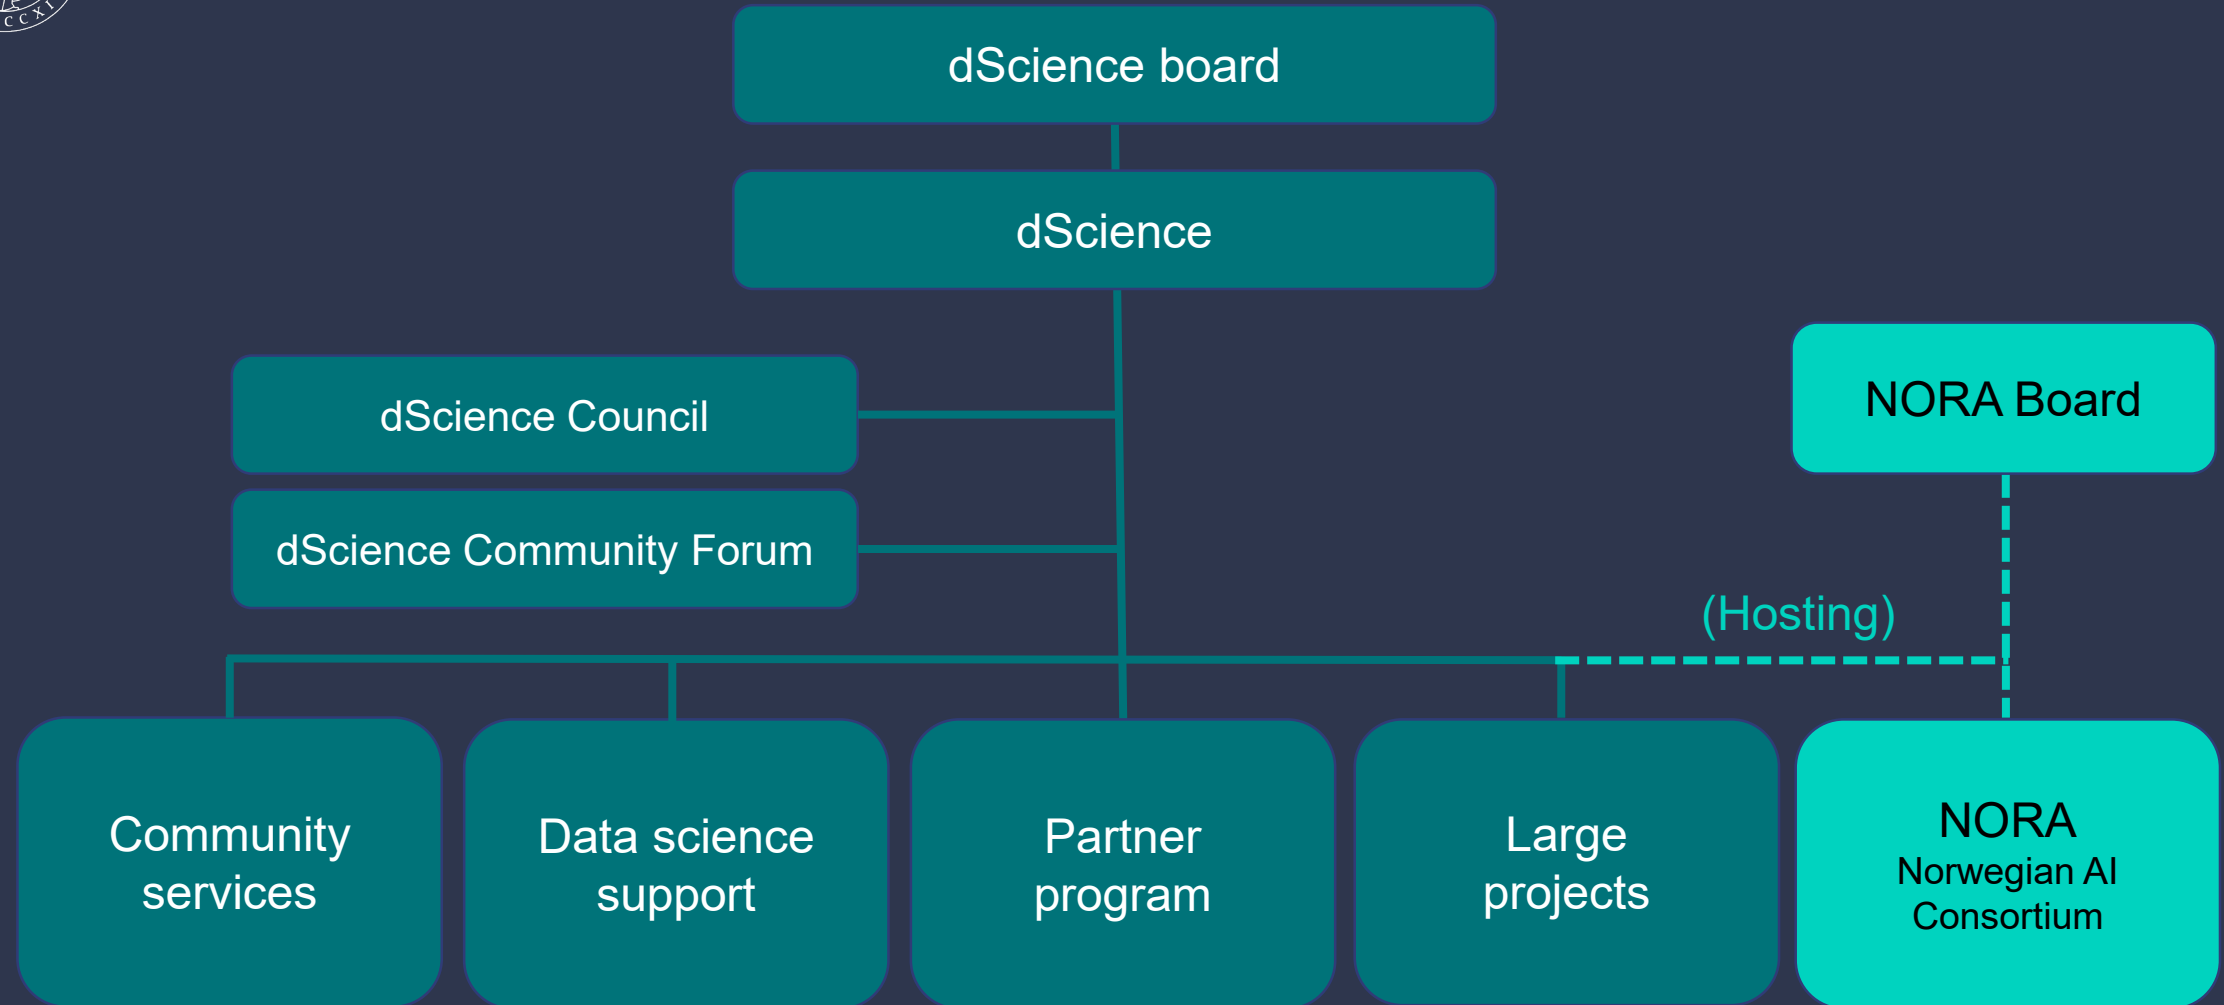 dScience board
dScience
dScience Council
NORA Board
dScience Community Forum
(Hosting)
Community
services
Data science
support
Partner
program
Large
projects
NORA
Norwegian AI
Consortium